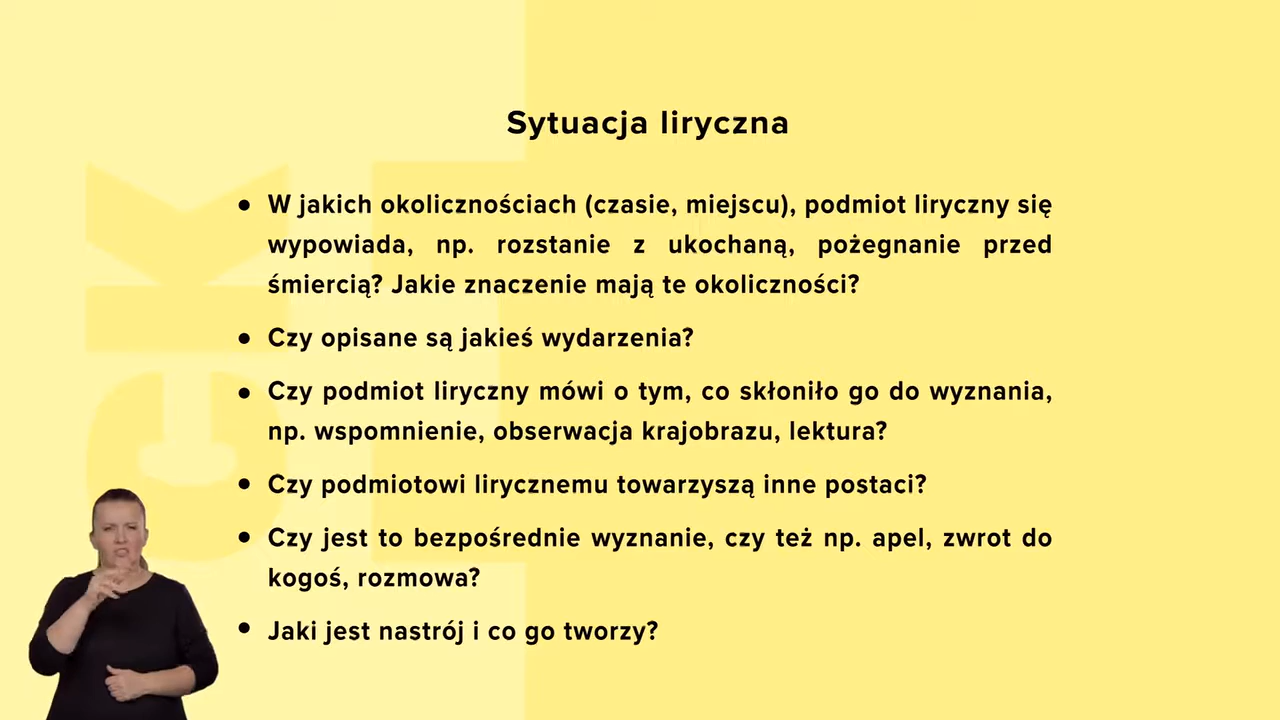 Sytuacja liryczna
• W jakich okolicznościach (czasie, miejscu), podmiot liryczny się
wypowiada, np. rozstanie z ukochaną, pożegnanie przed
śmiercią? Jakie znaczenie mają te okoliczności?
• Czy opisane są jakieś wydarzenia?
• Czy podmiot liryczny mówi o tym, co skłoniło go do wyznania,
np. wspomnienie, obserwacja krajobrazu, lektura?
• Czy podmiotowi lirycznemu towarzyszą inne postaci?
• Czy jest to bezpośrednie wyznanie, czy też np. apel, zwrot do
kogoś, rozmowa?
• Jaki jest nastrój i co go tworzy?
ck